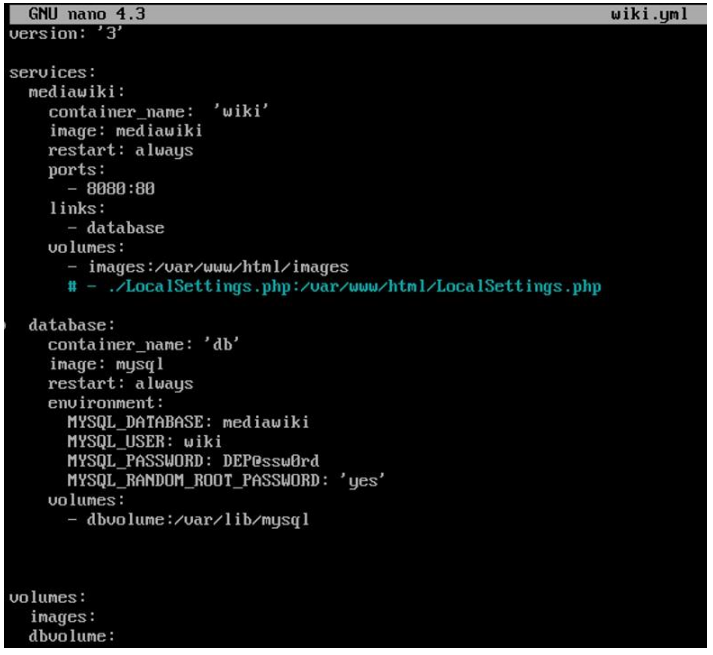 GNU nano 4.3 wiki.yml
version: '3'

services:
  mediawiki:
    container_name:  'wiki'
    image: mediawiki
    restart: always
    ports:
      - 8080:80
    links:
      - database
    volumes:
      - images:/var/www/html/images
      # - ./LocalSettings.php:/var/www/html/LocalSettings.php

  database:
    container_name: 'db'
    image: mysql
    restart: always
    environment:
      MYSQL_DATABASE: mediawiki
      MYSQL_USER: wiki
      MYSQL_PASSWORD: DEP@ssw0rd
      MYSQL_RANDOM_ROOT_PASSWORD: 'yes'
    volumes:
      - dbvolume:/var/lib/mysql

volumes:
  images:
  dbvolume: